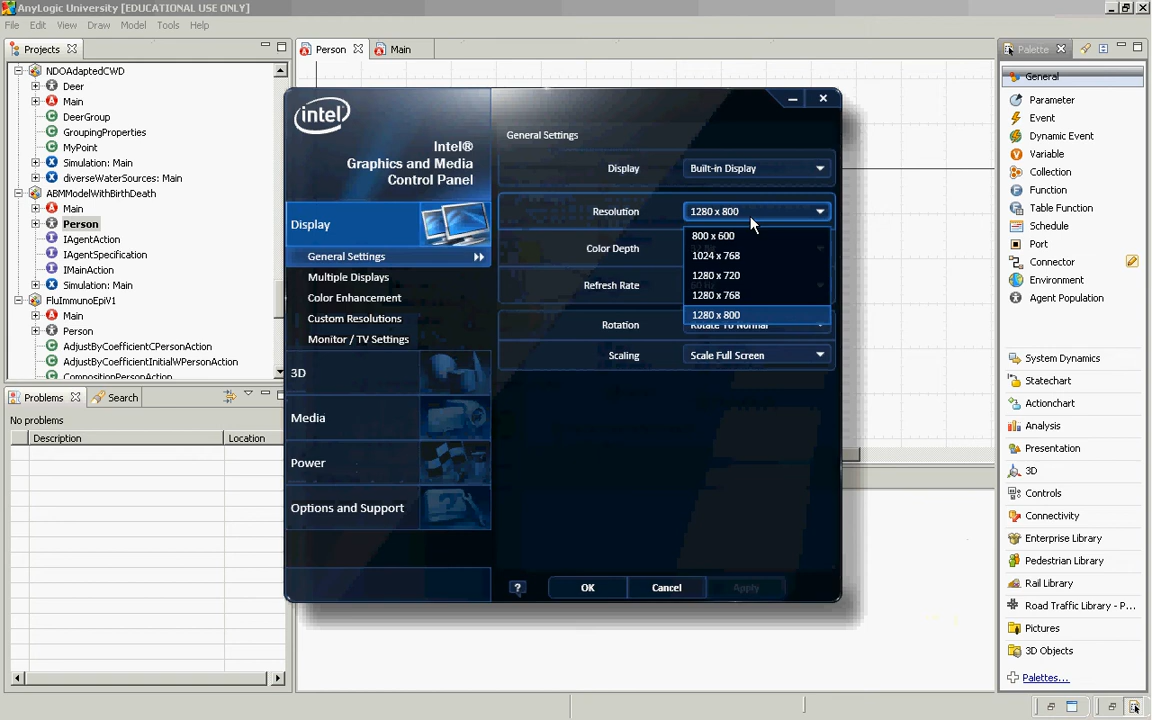 AnyLogic University [EDUCATIONAL USE ONLY]
File Edit View Draw Model Tools Help
Projects
NDOAdaptedCWD
Deer
Main
DeerGroup
GroupingProperties
MyPoint
Simulation: Main
diverseWaterSources: Main
ABMModelWithBirthDeath
Main
Person
IAgentAction
IAgentSpecification
IMainAction
Simulation: Main
FluImmunoEpiV1
Main
Person
AdjustByCoefficientCPersonAction
AdjustByCoefficientInitialWPersonAction
CompositionPersonAction
Problems Search
No problems
Description Location
Person Main
intel
Intel®
Graphics and Media
Control Panel
Display
General Settings
Multiple Displays
Color Enhancement
Custom Resolutions
Monitor / TV Settings
3D
Media
Power
Options and Support
General Settings
Display Built-in Display
Resolution 1280 x 800
800 x 600
1024 x 768
1280 x 720
1280 x 768
1280 x 800
Color Depth
Refresh Rate
Rotation Rotate To Normal
Scaling Scale Full Screen
? OK Cancel Apply
Palette
General
Parameter
Event
Dynamic Event
Variable
Collection
Function
Table Function
Schedule
Port
Connector
Environment
Agent Population
System Dynamics
Statechart
Actionchart
Analysis
Presentation
3D
Controls
Connectivity
Enterprise Library
Pedestrian Library
Rail Library
Road Traffic Library - P...
Pictures
3D Objects
Palettes...